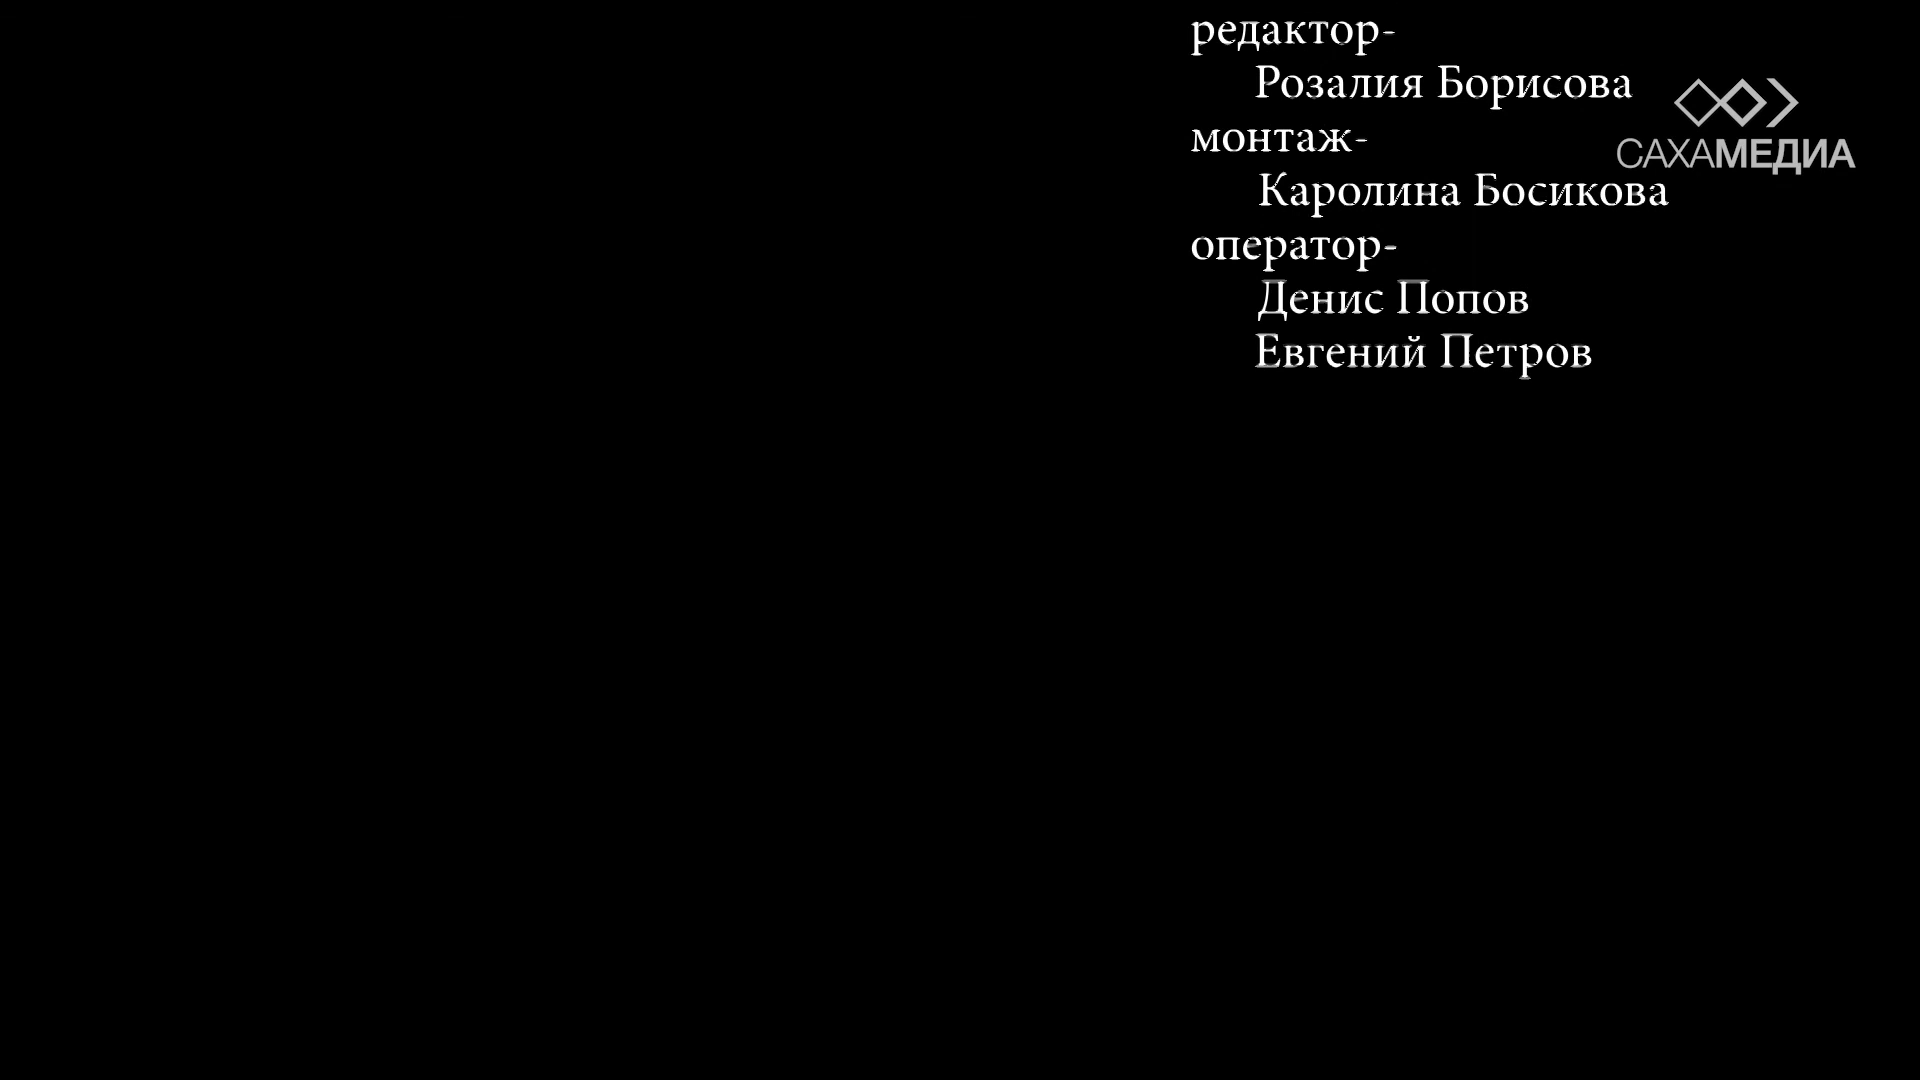 редактор-
Розалия Борисова
монтаж-
САХАМЕДИА
Каролина Босикова
оператор-
Денис Попов
Евгений Петров